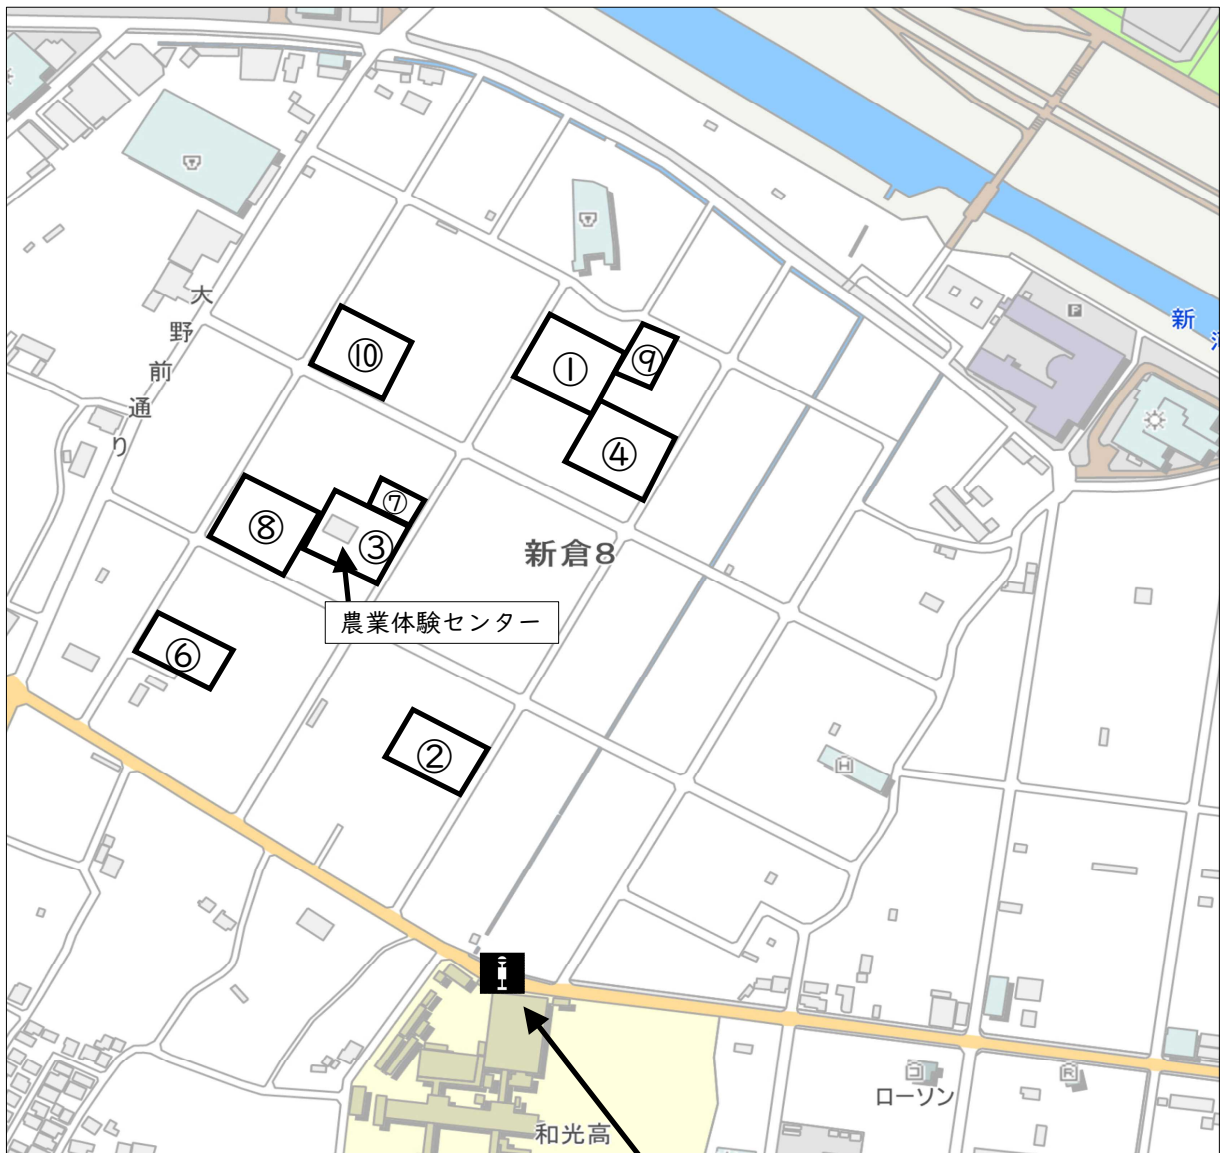 大野前通り
新
⑩
①
⑨
④
⑦
⑧
③
新倉8
農業体験センター
⑥
②
ローソン
和光高